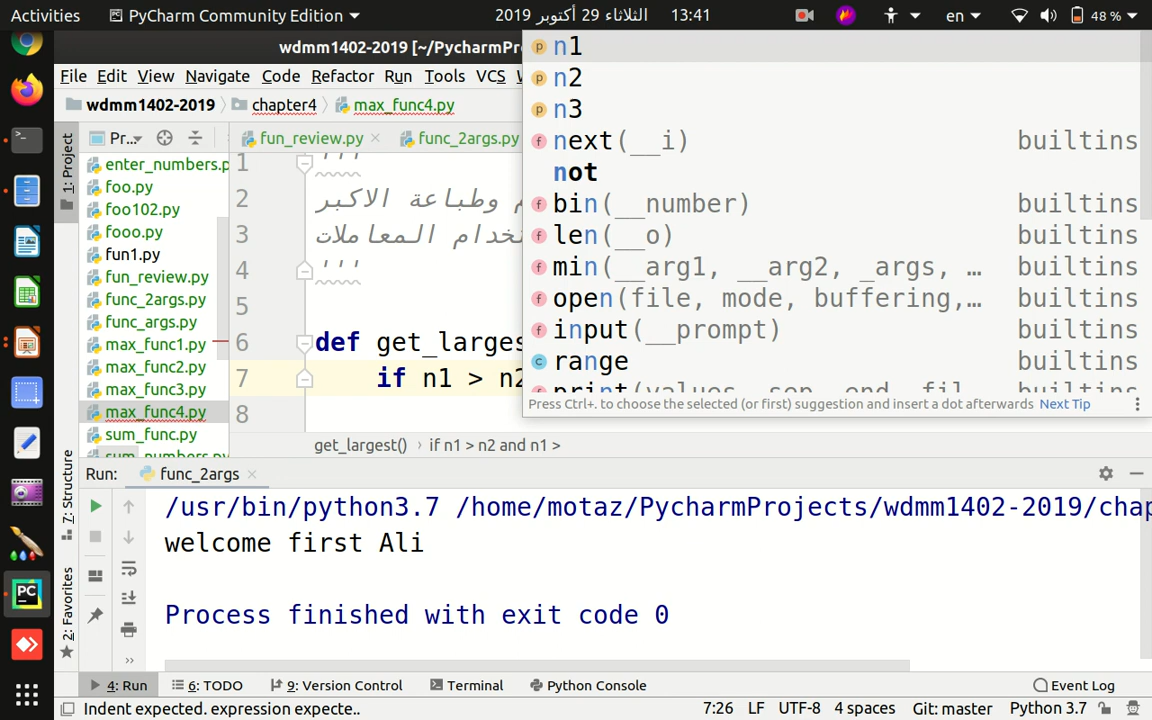 Activities
PyCharm Community Edition
الثلاثاء 29 أكتوبر 2019
13:41
en
48 %
wdmm1402-2019 [~/PycharmPr
File Edit View Navigate Code Refactor Run Tools VCS
wdmm1402-2019
chapter4
max_func4.py
1: Project
Pr...
fun_review.py
func_2args.py
enter_numbers.p
foo.py
foo102.py
fooo.py
fun1.py
fun_review.py
func_2args.py
func_args.py
max_func1.py
max_func2.py
max_func3.py
max_func4.py
sum_func.py
sum_numbers.py
1 '''
2 وطباعة الاكبر
3 المعاملات
4 '''
5
6 def get_larges
7 if n1 > n2
8
get_largest() › if n1 > n2 and n1 >
n1
n2
n3
next(__i) builtins
not
bin(__number) builtins
len(__o) builtins
min(__arg1, __arg2, _args, … builtins
open(file, mode, buffering,… builtins
input(__prompt) builtins
range builtins
print(values, sep, end, fil builtins
Press Ctrl+. to choose the selected (or first) suggestion and insert a dot afterwards Next Tip
Run: func_2args
/usr/bin/python3.7 /home/motaz/PycharmProjects/wdmm1402-2019/chap
welcome first Ali
Process finished with exit code 0
7: Structure
2: Favorites
4: Run
6: TODO
9: Version Control
Terminal
Python Console
Event Log
Indent expected. expression expecte..
7:26 LF UTF-8 4 spaces Git: master Python 3.7